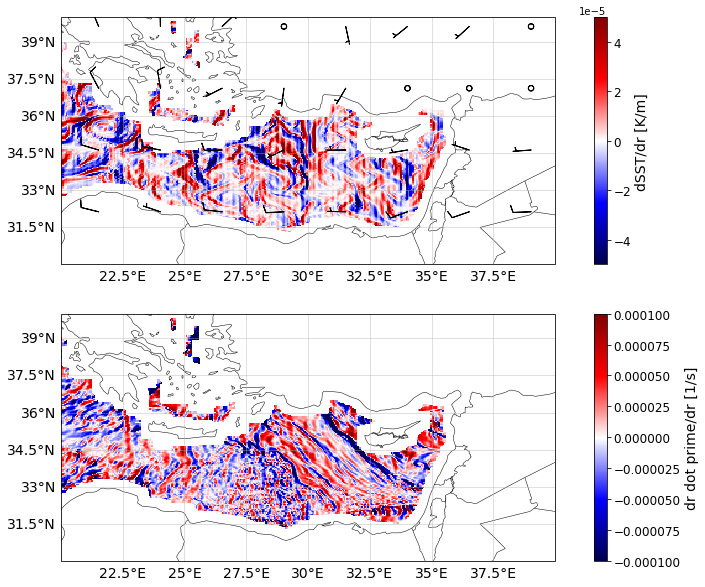 1e−5
39°N
37.5°N
36°N
34.5°N
33°N
31.5°N
22.5°E 25°E 27.5°E 30°E 32.5°E 35°E 37.5°E
4
2
0
−2
−4
dSST/dr [K/m]
39°N
37.5°N
36°N
34.5°N
33°N
31.5°N
22.5°E 25°E 27.5°E 30°E 32.5°E 35°E 37.5°E
0.000100
0.000075
0.000050
0.000025
0.000000
−0.000025
−0.000050
−0.000075
−0.000100
dr dot prime/dr [1/s]